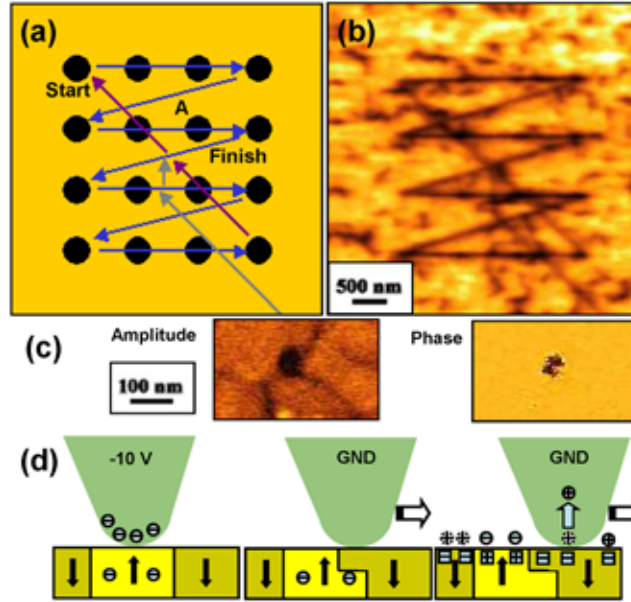 (a)
Start
A
Finish
(b)
500 nm
(c)
Amplitude
Phase
100 nm
(d)
-10 V
GND
GND